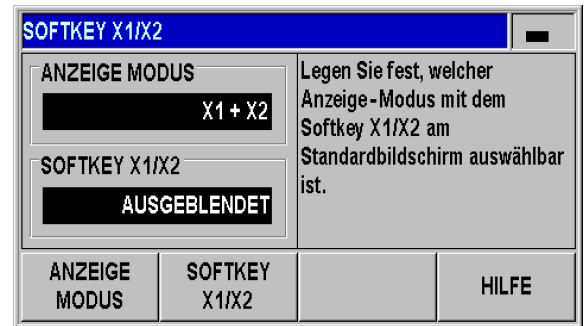 SOFTKEY X1/X2
ANZEIGE MODUS
X1 + X2
SOFTKEY X1/X2
AUSGEBLENDET
Legen Sie fest, welcher
Anzeige-Modus mit dem
Softkey X1/X2 am
Standardbildschirm auswählbar
ist.
ANZEIGE
MODUS
SOFTKEY
X1/X2
HILFE